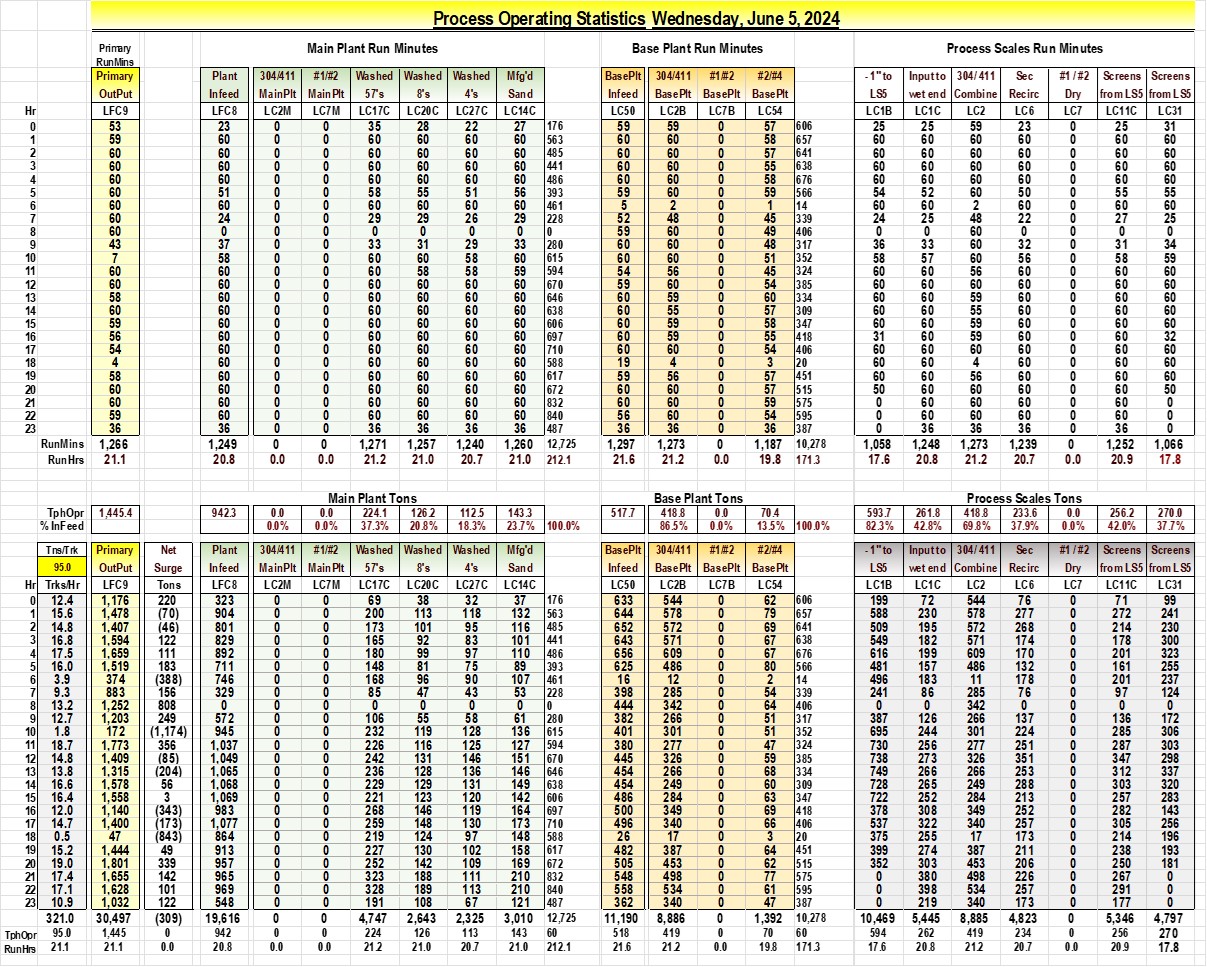 Process Operating Statistics Wednesday, June 5, 2024
Primary Main Plant Run Minutes Base Plant Run Minutes Process Scales Run Minutes
RunMins
Primary Plant 304/411 #1/#2 Washed Washed Washed Mfg'd BasePlt 304/411 #1/#2 #2/#4 - 1" to Input to 304/ 411 Sec #1 / #2 Screens Screens
OutPut Infeed MainPlt MainPlt 57's 8's 4's Sand Infeed BasePlt BasePlt BasePlt LS5 wet end Combine Recirc Dry from LS5 from LS5
Hr LFC9 LFC8 LC2M LC7M LC17C LC20C LC27C LC14C LC50 LC2B LC7B LC54 LC1B LC1C LC2 LC6 LC7 LC11C LC31
0 53 23 0 0 35 28 22 27 176 59 59 0 57 606 25 25 59 23 0 25 31
1 59 60 0 0 60 60 60 60 563 60 60 0 58 657 60 60 60 60 0 60 60
2 60 60 0 0 60 60 60 60 485 60 60 0 57 641 60 60 60 60 0 60 60
3 60 60 0 0 60 60 60 60 441 60 60 0 55 638 60 60 60 60 0 60 60
4 60 60 0 0 60 60 60 60 486 60 60 0 58 676 60 60 60 60 0 60 60
5 60 51 0 0 58 55 51 56 393 59 60 0 59 566 54 52 60 50 0 55 55
6 60 60 0 0 60 60 60 60 461 5 2 0 1 14 60 60 2 60 0 60 60
7 60 24 0 0 29 29 26 29 228 52 48 0 45 339 24 25 48 22 0 27 25
8 60 0 0 0 0 0 0 0 0 59 60 0 49 406 0 0 60 0 0 0 0
9 43 37 0 0 33 31 29 33 280 60 60 0 48 317 36 33 60 32 0 31 34
10 7 58 0 0 60 60 58 60 615 60 60 0 51 352 58 57 60 56 0 58 59
11 60 60 0 0 60 58 58 59 594 54 56 0 45 324 60 60 56 60 0 60 60
12 60 60 0 0 60 60 60 60 670 59 60 0 54 385 60 60 60 60 0 60 60
13 58 60 0 0 60 60 60 60 646 60 59 0 60 334 60 60 59 60 0 60 60
14 60 60 0 0 60 60 60 60 638 60 55 0 57 309 60 60 55 60 0 60 60
15 59 60 0 0 60 60 60 60 606 60 59 0 58 347 60 60 59 60 0 60 60
16 56 60 0 0 60 60 60 60 697 60 59 0 55 418 31 60 59 60 0 60 32
17 54 60 0 0 60 60 60 60 710 60 60 0 54 406 60 60 60 60 0 60 60
18 4 60 0 0 60 60 60 60 588 19 4 0 3 20 60 60 4 60 0 60 60
19 58 60 0 0 60 60 60 60 617 59 56 0 57 451 60 60 56 60 0 60 60
20 60 60 0 0 60 60 60 60 672 60 60 0 57 515 50 60 60 60 0 60 50
21 60 60 0 0 60 60 60 60 832 60 60 0 59 575 0 60 60 60 0 60 0
22 59 60 0 0 60 60 60 60 840 56 60 0 54 595 0 60 60 60 0 60 0
23 36 36 0 0 36 36 36 36 487 36 36 0 36 387 0 36 36 36 0 36 0
RunMins 1,266 1,249 0 0 1,271 1,257 1,240 1,260 12,725 1,297 1,273 0 1,187 10,278 1,058 1,248 1,273 1,239 0 1,252 1,066
RunHrs 21.1 20.8 0.0 0.0 21.2 21.0 20.7 21.0 212.1 21.6 21.2 0.0 19.8 171.3 17.6 20.8 21.2 20.7 0.0 20.9 17.8
Main Plant Tons Base Plant Tons Process Scales Tons
TphOpr 1,445.4 942.3 0.0 0.0 224.1 126.2 112.5 143.3 517.7 418.8 0.0 70.4 593.7 261.8 418.8 233.6 0.0 256.2 270.0
% InFeed 0.0% 0.0% 37.3% 20.8% 18.3% 23.7% 100.0% 86.5% 0.0% 13.5% 100.0% 82.3% 42.8% 69.8% 37.9% 0.0% 42.0% 37.7%
Tns/Trk Primary Net Plant 304/411 #1/#2 Washed Washed Washed Mfg'd BasePlt 304/411 #1/#2 #2/#4 - 1" to Input to 304/ 411 Sec #1 / #2 Screens Screens
95.0 OutPut Surge Infeed MainPlt MainPlt 57's 8's 4's Sand Infeed BasePlt BasePlt BasePlt LS5 wet end Combine Recirc Dry from LS5 from LS5
Hr Trks/Hr LFC9 Tons LFC8 LC2M LC7M LC17C LC20C LC27C LC14C LC50 LC2B LC7B LC54 LC1B LC1C LC2 LC6 LC7 LC11C LC31
0 12.4 1,176 220 323 0 0 69 38 32 37 176 633 544 0 62 606 199 72 544 76 0 71 99
1 15.6 1,478 (70) 904 0 0 200 113 118 132 563 644 578 0 79 657 588 230 578 277 0 272 241
2 14.8 1,407 (46) 801 0 0 173 101 95 116 485 652 572 0 69 641 509 195 572 268 0 214 230
3 16.8 1,594 122 829 0 0 165 92 83 101 441 643 571 0 67 638 549 182 571 174 0 178 300
4 17.5 1,659 111 892 0 0 180 99 97 110 486 656 609 0 67 676 616 199 609 170 0 201 323
5 16.0 1,519 183 711 0 0 148 81 75 89 393 625 486 0 80 566 481 157 486 132 0 161 255
6 3.9 374 (388) 746 0 0 168 96 90 107 461 16 12 0 2 14 496 183 11 178 0 201 237
7 9.3 883 156 329 0 0 85 47 43 53 228 398 285 0 54 339 241 86 285 76 0 97 124
8 13.2 1,252 808 0 0 0 0 0 0 0 0 444 342 0 64 406 0 0 342 0 0 0 0
9 12.7 1,203 249 572 0 0 106 55 58 61 280 382 266 0 51 317 387 126 266 137 0 136 172
10 1.8 172 (1,174) 945 0 0 232 119 128 136 615 401 301 0 51 352 695 244 301 224 0 285 306
11 18.7 1,773 356 1,037 0 0 226 116 125 127 594 380 277 0 47 324 730 256 277 251 0 287 303
12 14.8 1,409 (85) 1,049 0 0 242 131 146 151 670 445 326 0 59 385 738 273 326 351 0 347 298
13 13.8 1,315 (204) 1,065 0 0 236 128 136 146 646 454 266 0 68 334 749 266 266 253 0 312 337
14 16.6 1,578 56 1,068 0 0 229 129 131 149 638 454 249 0 60 309 728 265 249 288 0 303 320
15 16.4 1,558 3 1,069 0 0 221 123 120 142 606 486 284 0 63 347 722 252 284 213 0 257 283
16 12.0 1,140 (343) 983 0 0 268 146 119 164 697 500 349 0 69 418 378 308 349 252 0 282 143
17 14.7 1,400 (173) 1,077 0 0 259 148 130 173 710 496 340 0 66 406 537 322 340 257 0 305 256
18 0.5 47 (843) 864 0 0 219 124 97 148 588 26 17 0 3 20 375 255 17 173 0 214 196
19 15.2 1,444 49 913 0 0 227 130 102 158 617 482 387 0 64 451 399 274 387 211 0 238 193
20 19.0 1,801 339 957 0 0 252 142 109 169 672 505 453 0 62 515 352 303 453 206 0 250 181
21 17.4 1,655 142 965 0 0 323 188 111 210 832 548 498 0 77 575 0 380 498 226 0 267 0
22 17.1 1,628 101 969 0 0 328 189 113 210 840 558 534 0 61 595 0 398 534 257 0 291 0
23 10.9 1,032 122 548 0 0 191 108 67 121 487 362 340 0 47 387 0 219 340 173 0 177 0
321.0 30,497 (309) 19,616 0 0 4,747 2,643 2,325 3,010 12,725 11,190 8,886 0 1,392 10,278 10,469 5,445 8,885 4,823 0 5,346 4,797
TphOpr 95.0 1,445 0 942 0 0 224 126 113 143 60 518 419 0 70 60 594 262 419 234 0 256 270
RunHrs 21.1 21.1 0.0 20.8 0.0 0.0 21.2 21.0 20.7 21.0 212.1 21.6 21.2 0.0 19.8 171.3 17.6 20.8 21.2 20.7 0.0 20.9 17.8